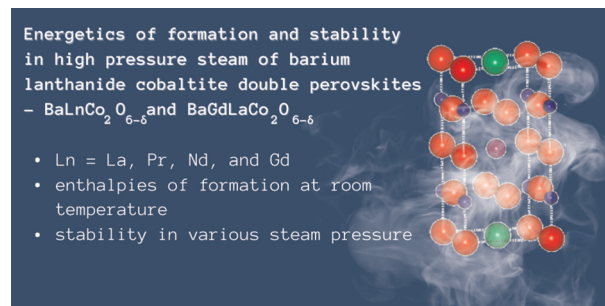 Energetics of formation and stability
in high pressure steam of barium
lanthanide cobaltite double perovskites
– BaLnCo₂O₆₋δ and BaGdLaCo₂O₆₋δ
• Ln = La, Pr, Nd, and Gd
• enthalpies of formation at room
temperature
• stability in various steam pressure